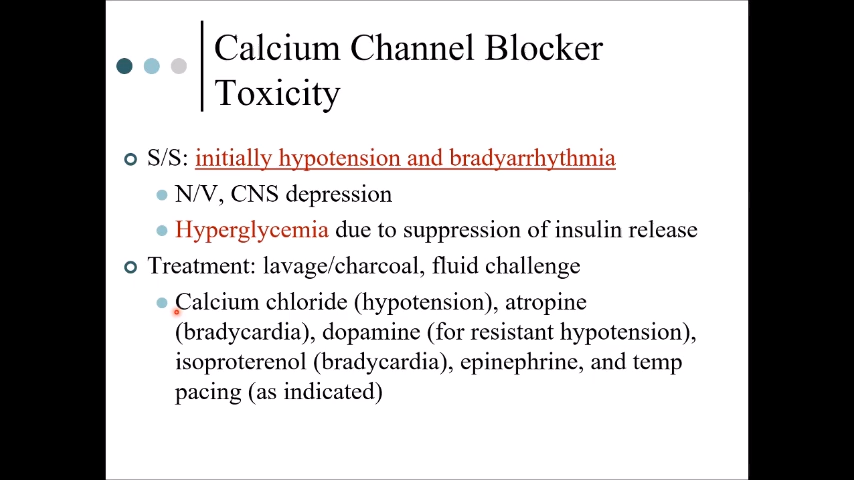 Calcium Channel Blocker
Toxicity
S/S: initially hypotension and bradyarrhythmia
N/V, CNS depression
Hyperglycemia due to suppression of insulin release
Treatment: lavage/charcoal, fluid challenge
Calcium chloride (hypotension), atropine
(bradycardia), dopamine (for resistant hypotension),
isoproterenol (bradycardia), epinephrine, and temp
pacing (as indicated)